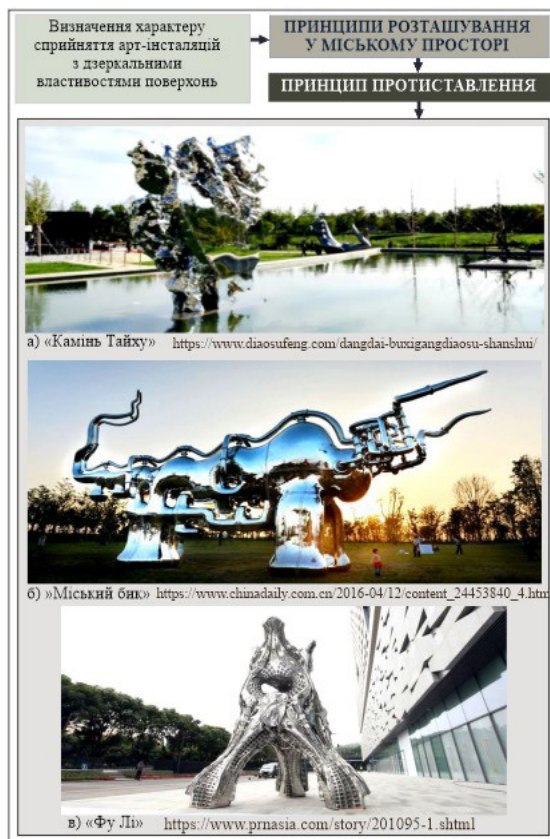 Визначення характеру
сприйняття арт-інсталяцій
з дзеркальними
властивостями поверхонь
ПРИНЦИПИ РОЗТАШУВАННЯ
У МІСЬКОМУ ПРОСТОРІ
ПРИНЦИП ПРОТИСТАВЛЕННЯ
а) «Камінь Тайху» https://www.diaosufeng.com/dangdai-buxigangdiaosu-shanshui/
б) »Міський бик» https://www.chinadaily.com.cn/2016-04/12/content_24453840_4.htm
в) «Фу Лі» https://www.prnasia.com/story/201095-1.shtml